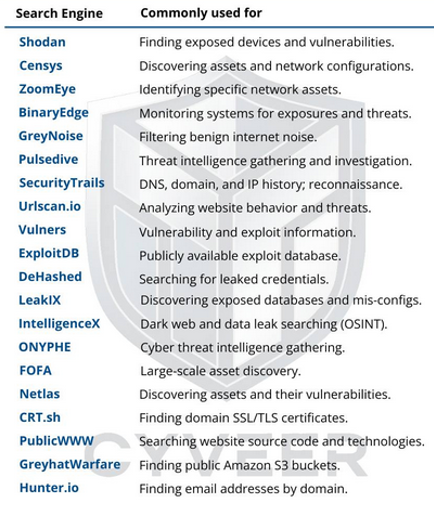 Search Engine Commonly used for
Shodan Finding exposed devices and vulnerabilities.
Censys Discovering assets and network configurations.
ZoomEye Identifying specific network assets.
BinaryEdge Monitoring systems for exposures and threats.
GreyNoise Filtering benign internet noise.
Pulsedive Threat intelligence gathering and investigation.
SecurityTrails DNS, domain, and IP history; reconnaissance.
Urlscan.io Analyzing website behavior and threats.
Vulners Vulnerability and exploit information.
ExploitDB Publicly available exploit database.
DeHashed Searching for leaked credentials.
LeakIX Discovering exposed databases and mis-configs.
IntelligenceX Dark web and data leak searching (OSINT).
ONYPHE Cyber threat intelligence gathering.
FOFA Large-scale asset discovery.
Netlas Discovering assets and their vulnerabilities.
CRT.sh Finding domain SSL/TLS certificates.
PublicWWW Searching website source code and technologies.
GreyhatWarfare Finding public Amazon S3 buckets.
Hunter.io Finding email addresses by domain.
CYVEER